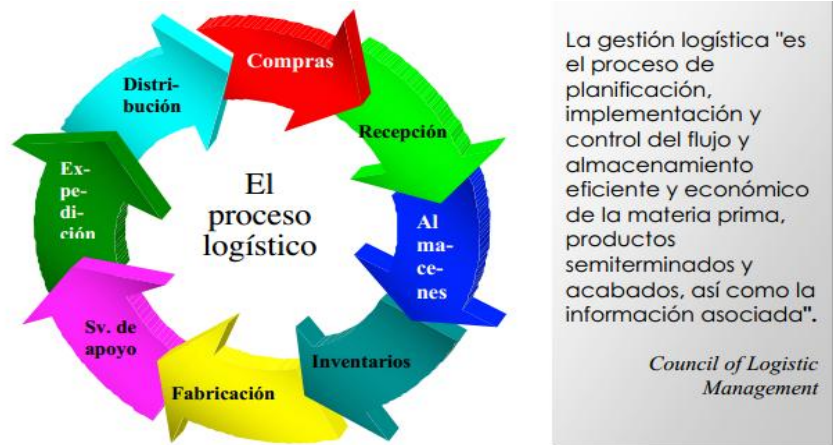 Compras
Recepción
Al
ma-
ce-
nes
Inventarios
Fabricación
Sv. de
apoyo
Ex-
pe-
di-
ción
Distri-
bución
El
proceso
logístico
La gestión logística "es
el proceso de
planificación,
implementación y
control del flujo y
almacenamiento
eficiente y económico
de la materia prima,
productos
semiterminados y
acabados, así como la
información asociada".
Council of Logistic
Management